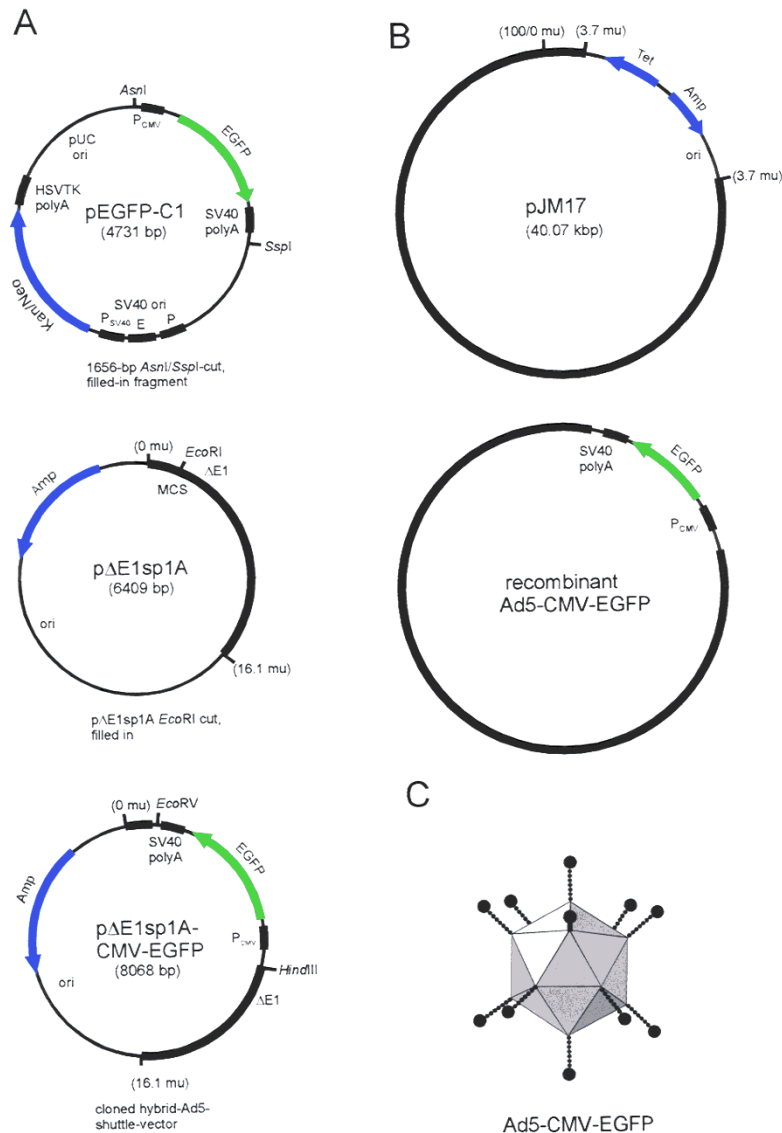 A
AsnI
PCMV
EGFP
pUC
ori
HSVTK
polyA
pEGFP-C1
(4731 bp)
SV40
polyA
SspI
Kan/Neo
SV40 ori
PSV40 E P
1656-bp AsnI/SspI-cut,
filled-in fragment
(0 mu)
EcoRI
ΔE1
MCS
Amp
pΔE1sp1A
(6409 bp)
ori
(16.1 mu)
pΔE1sp1A EcoRI cut,
filled in
(0 mu)
EcoRV
SV40
polyA
EGFP
Amp
pΔE1sp1A-
CMV-EGFP
(8068 bp)
PCMV
HindIII
ori
ΔE1
(16.1 mu)
cloned hybrid-Ad5-
shuttle-vector
B
(100/0 mu)
(3.7 mu)
Tet
Amp
ori
(3.7 mu)
pJM17
(40.07 kbp)
SV40
polyA
EGFP
PCMV
recombinant
Ad5-CMV-EGFP
C
Ad5-CMV-EGFP